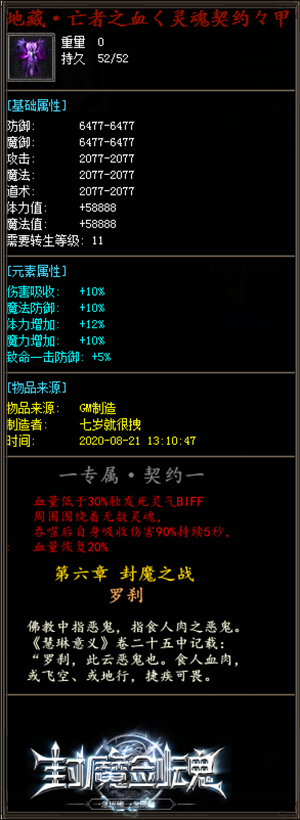 地藏·亡者之血く灵魂契约々甲
重量 0
持久 52/52
[基础属性]
防御: 6477-6477
魔御: 6477-6477
攻击: 2077-2077
魔法: 2077-2077
道术: 2077-2077
体力值: +58888
魔法值: +58888
需要转生等级: 11
[元素属性]
伤害吸收: +10%
魔法防御: +10%
体力增加: +12%
魔力增加: +10%
致命一击防御: +5%
[物品来源]
物品来源: GM制造
制造者: 七岁就很拽
时间: 2020-08-21 13:10:47
一专属·契约一
血量低于30%触发死灵气BIFF
周围围绕着无数灵魂,
吞噬后自身吸收伤害90%持续5秒,
: 血量恢复20%
第六章 封魔之战
罗刹
佛教中指恶鬼，指食人肉之恶鬼。
《慧琳意义》卷二十五中记载：
“罗刹，此云恶鬼也。食人血肉，
或飞空、或地行，捷疾可畏。
封魔剑魂